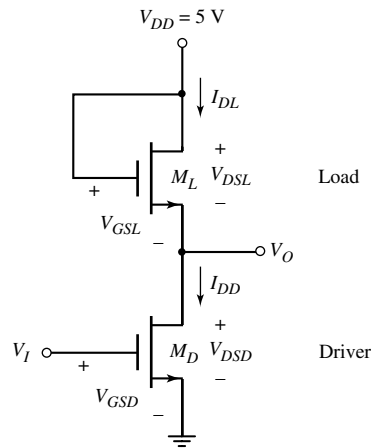 V_DD = 5 V
I_DL
+
M_L
V_DSL
Load
+
–
V_GSL
–
V_O
I_DD
+
V_I
M_D
V_DSD
Driver
+
–
V_GSD
–